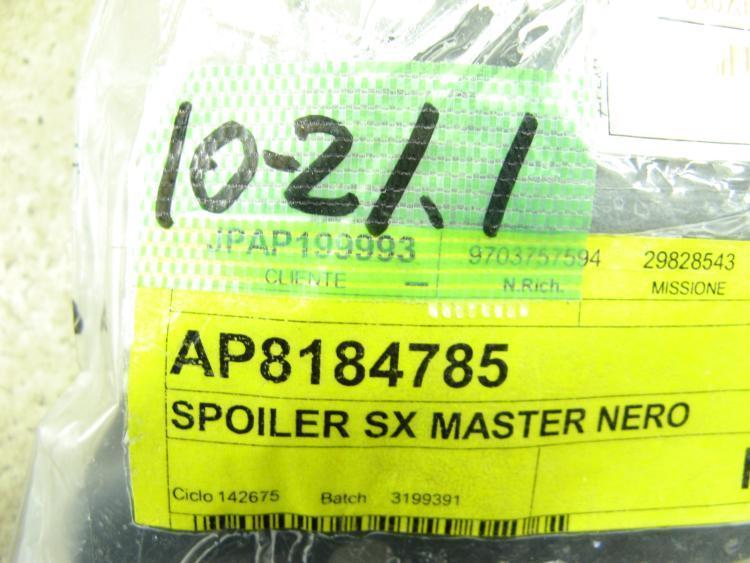 10-21.1
JPAP199993 9703757594 29828543
CLIENTE N.Rich. MISSIONE
AP8184785
SPOILER SX MASTER NERO
Ciclo 142675 Batch 3199391